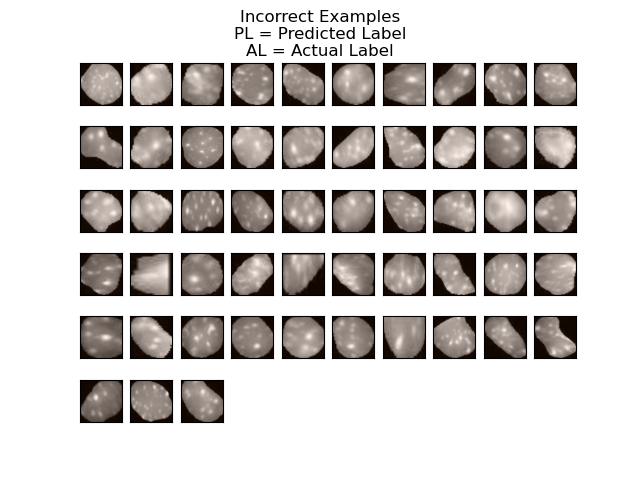 Incorrect Examples
PL = Predicted Label
AL = Actual Label